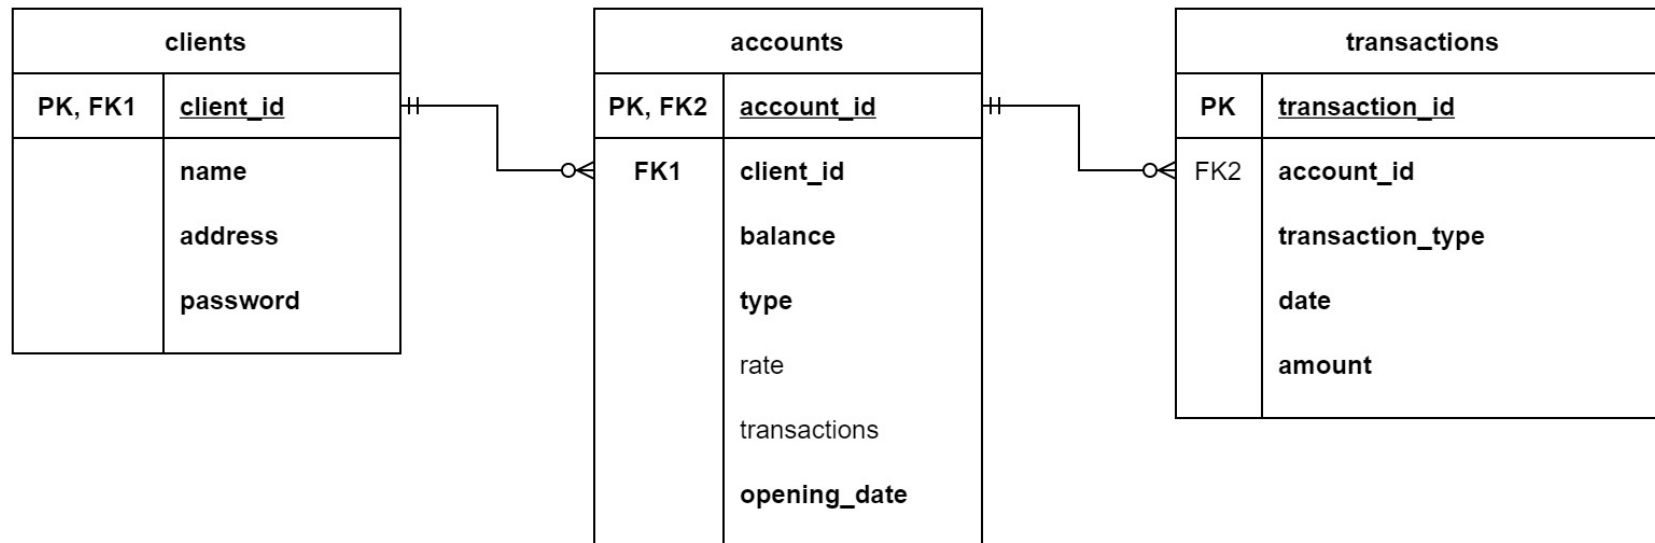 clients
PK, FK1 client_id
name
address
password
accounts
PK, FK2 account_id
FK1 client_id
balance
type
rate
transactions
opening_date
transactions
PK transaction_id
FK2 account_id
transaction_type
date
amount